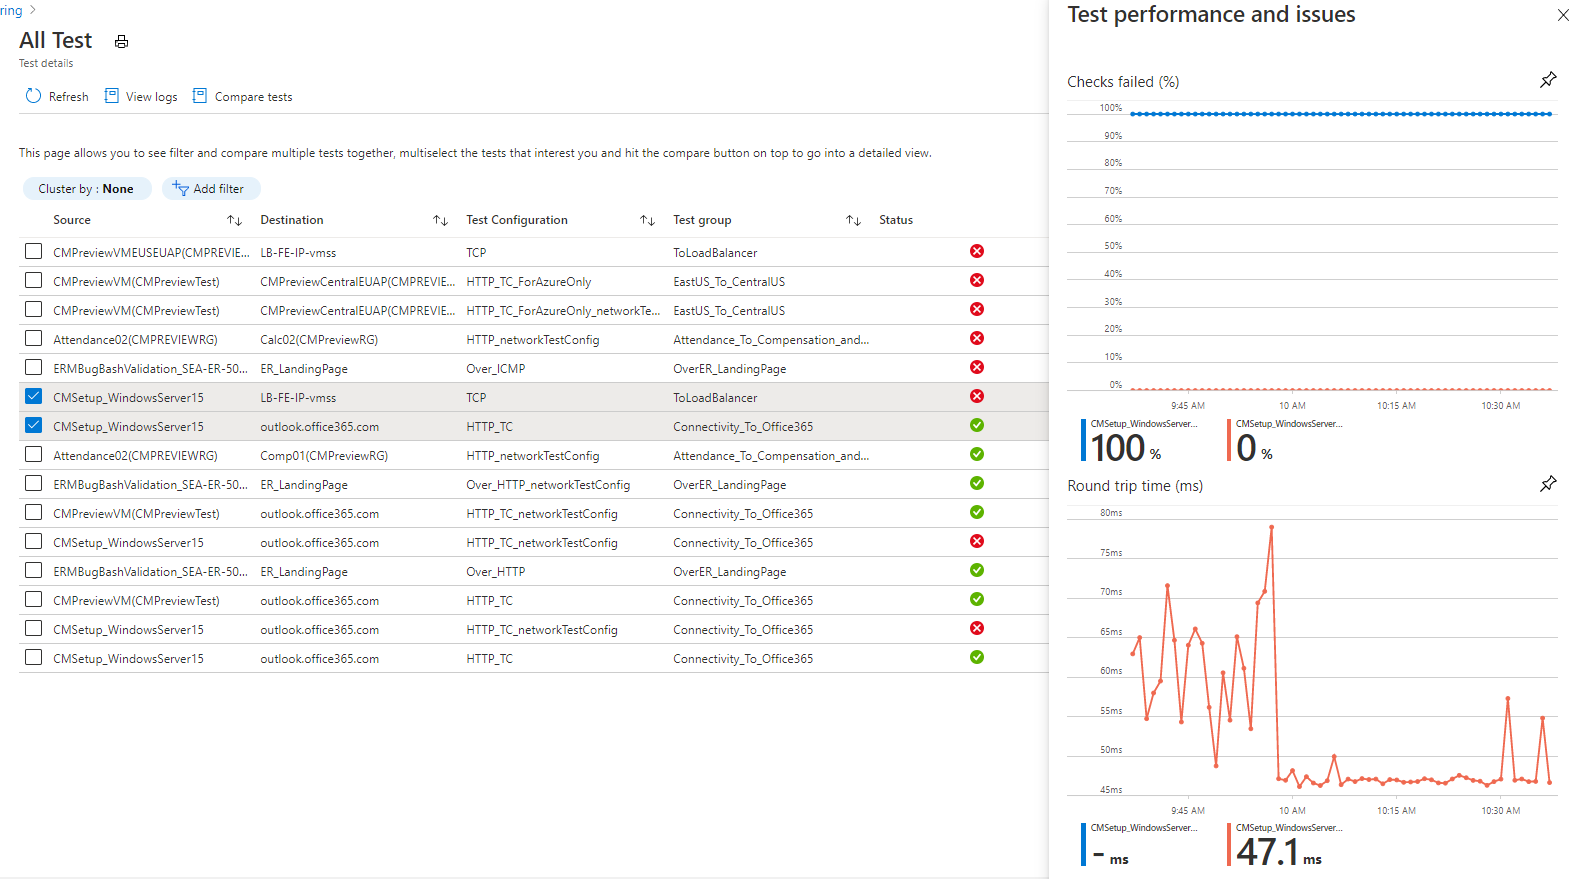 ring >
All Test
Test details
Refresh View logs Compare tests
This page allows you to see filter and compare multiple tests together, multiselect the tests that interest you and hit the compare button on top to go into a detailed view.
Cluster by : None Add filter
Source Destination Test Configuration Test group Status
CMPreviewVMEUSEUAP(CMPREVIE... LB-FE-IP-vmss TCP ToLoadBalancer
CMPreviewVM(CMPreviewTest) CMPreviewCentralEUAP(CMPREVIE... HTTP_TC_ForAzureOnly EastUS_To_CentralUS
CMPreviewVM(CMPreviewTest) CMPreviewCentralEUAP(CMPREVIE... HTTP_TC_ForAzureOnly_networkTe... EastUS_To_CentralUS
Attendance02(CMPREVIEWRG) Calc02(CMPreviewRG) HTTP_networkTestConfig Attendance_To_Compensation_and...
ERMBugBashValidation_SEA-ER-50... ER_LandingPage Over_ICMP OverER_LandingPage
CMSetup_WindowsServer15 LB-FE-IP-vmss TCP ToLoadBalancer
CMSetup_WindowsServer15 outlook.office365.com HTTP_TC Connectivity_To_Office365
Attendance02(CMPREVIEWRG) Comp01(CMPreviewRG) HTTP_networkTestConfig Attendance_To_Compensation_and...
ERMBugBashValidation_SEA-ER-50... ER_LandingPage Over_HTTP_networkTestConfig OverER_LandingPage
CMPreviewVM(CMPreviewTest) outlook.office365.com HTTP_TC_networkTestConfig Connectivity_To_Office365
CMSetup_WindowsServer15 outlook.office365.com HTTP_TC_networkTestConfig Connectivity_To_Office365
ERMBugBashValidation_SEA-ER-50... ER_LandingPage Over_HTTP OverER_LandingPage
CMPreviewVM(CMPreviewTest) outlook.office365.com HTTP_TC Connectivity_To_Office365
CMSetup_WindowsServer15 outlook.office365.com HTTP_TC_networkTestConfig Connectivity_To_Office365
CMSetup_WindowsServer15 outlook.office365.com HTTP_TC Connectivity_To_Office365
Test performance and issues
Checks failed (%)
100%
90%
80%
70%
60%
50%
40%
30%
20%
10%
0%
9:45 AM 10 AM 10:15 AM 10:30 AM
CMSetup_WindowsServer... CMSetup_WindowsServer...
100 % 0 %
Round trip time (ms)
80ms
75ms
70ms
65ms
60ms
55ms
50ms
45ms
9:45 AM 10 AM 10:15 AM 10:30 AM
CMSetup_WindowsServer... CMSetup_WindowsServer...
- ms 47.1 ms